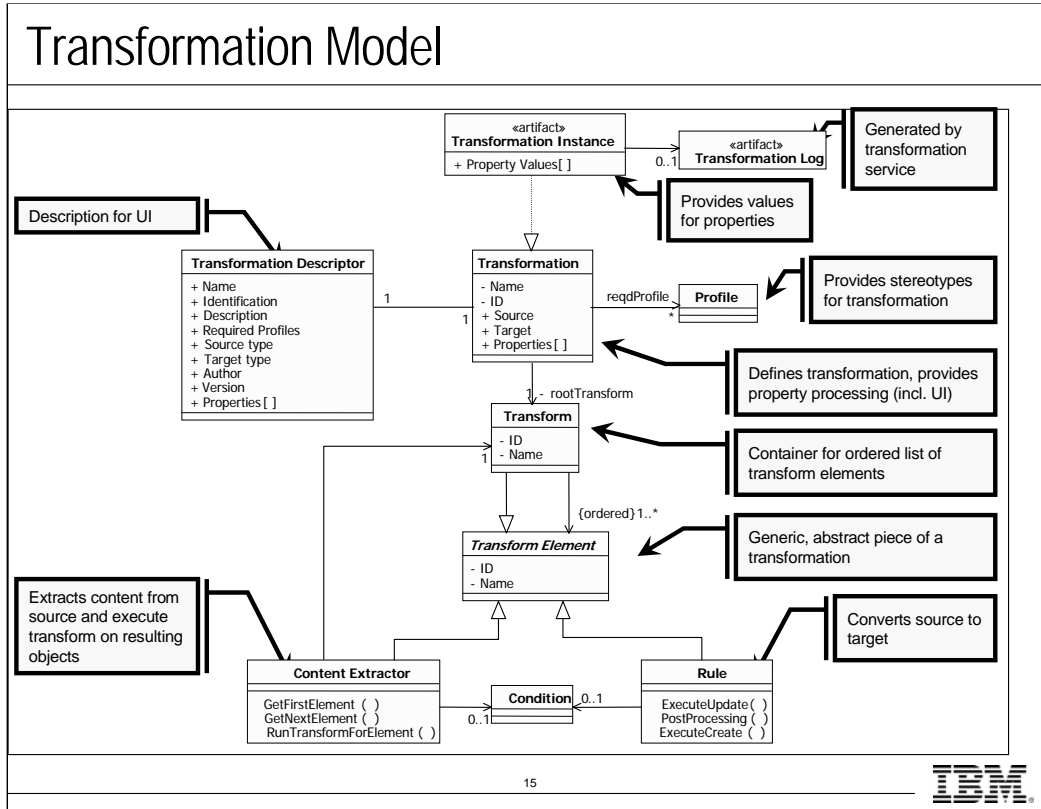 Transformation Model
«artifact»
Transformation Instance
+ Property Values[ ]
0..1
«artifact»
Transformation Log
Generated by
transformation
service
Provides values
for properties
Description for UI
Transformation Descriptor
+ Name
+ Identification
+ Description
+ Required Profiles
+ Source type
+ Target type
+ Author
+ Version
+ Properties[ ]
1
1
Transformation
- Name
- ID
+ Source
+ Target
+ Properties[ ]
reqdProfile
*
Profile
Provides stereotypes
for transformation
Defines transformation, provides
property processing (incl. UI)
1 - rootTransform
Transform
- ID
- Name
1
Container for ordered list of
transform elements
{ordered}1..*
Transform Element
- ID
- Name
Generic, abstract piece of a
transformation
Extracts content from
source and execute
transform on resulting
objects
Converts source to
target
Content Extractor
GetFirstElement ( )
GetNextElement ( )
RunTransformForElement ( )
0..1
Condition
0..1
Rule
ExecuteUpdate( )
PostProcessing ( )
ExecuteCreate ( )
15
IBM